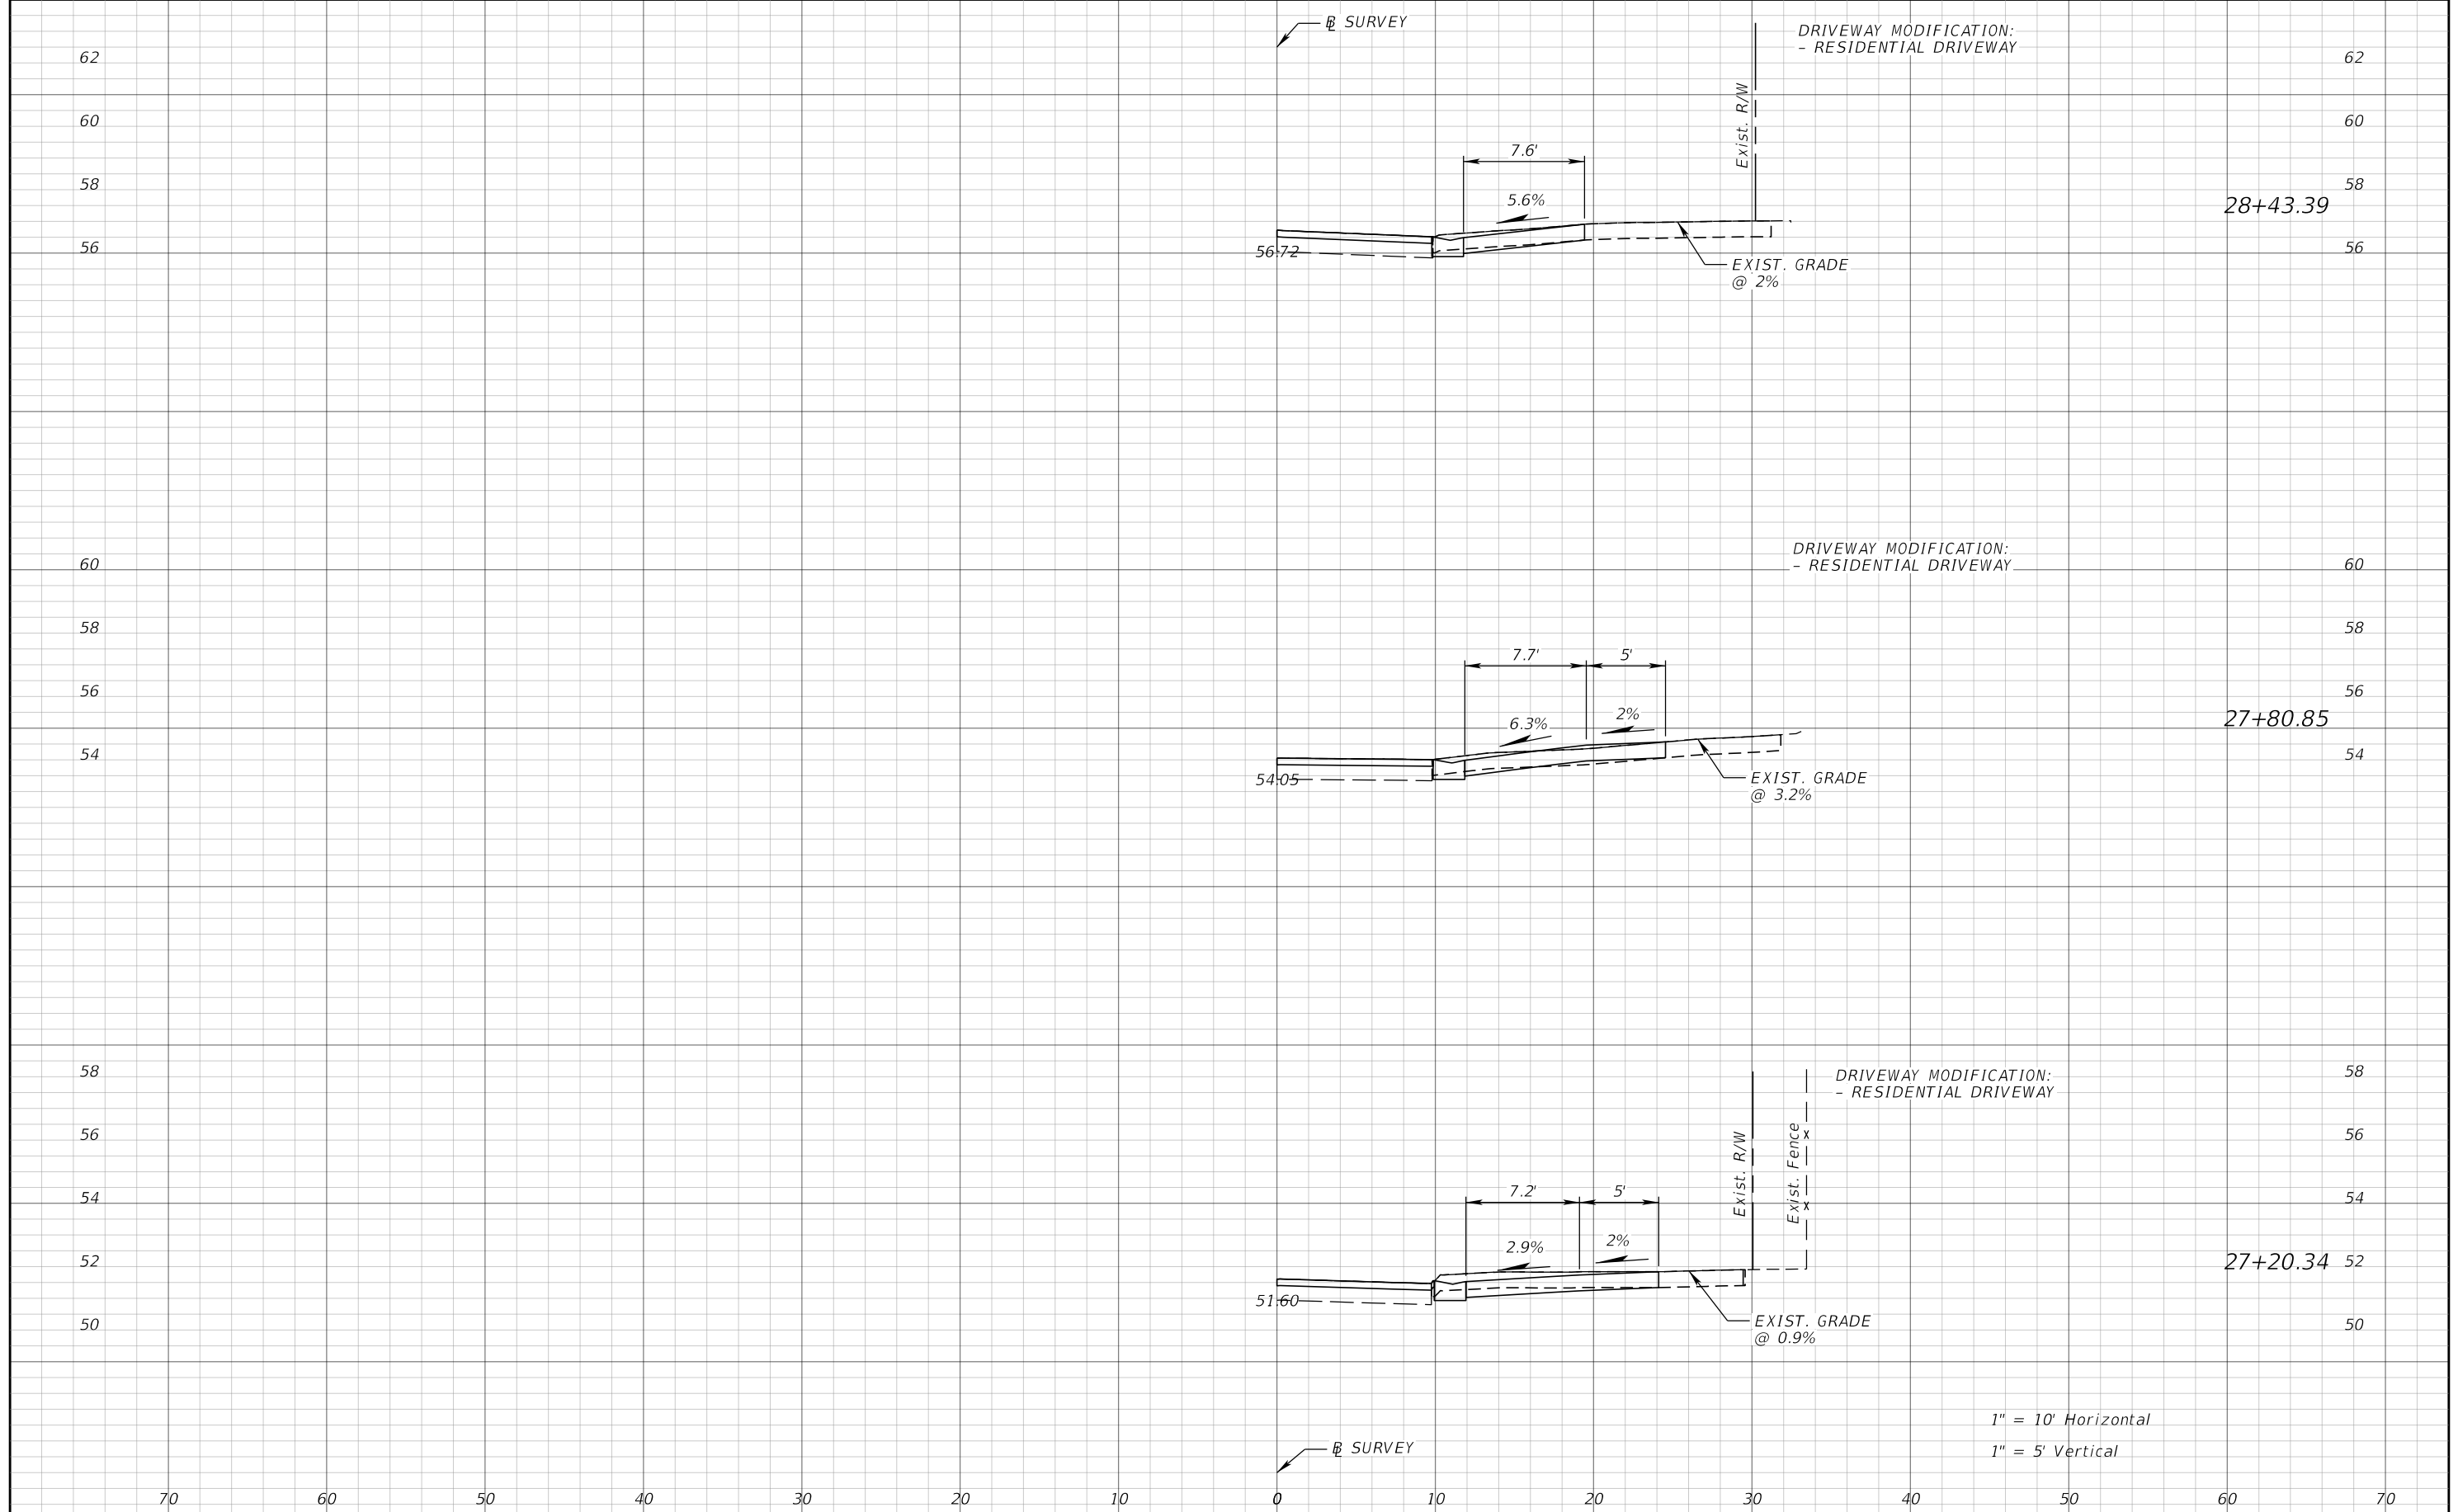 BL SURVEY
DRIVEWAY MODIFICATION:
- RESIDENTIAL DRIVEWAY
62
62
60
60
Exist. R/W
7.6'
58
58
5.6%
28+43.39
56
56.72
56
EXIST. GRADE
@ 2%
DRIVEWAY MODIFICATION:
- RESIDENTIAL DRIVEWAY
60
60
58
58
7.7'
5'
56
56
6.3%
2%
27+80.85
54
54.05
54
EXIST. GRADE
@ 3.2%
58
DRIVEWAY MODIFICATION:
- RESIDENTIAL DRIVEWAY
58
56
56
Exist. R/W
Exist. Fence
54
7.2'
5'
54
2.9%
2%
52
27+20.34
52
51.60
50
EXIST. GRADE
@ 0.9%
50
1" = 10' Horizontal
1" = 5' Vertical
BL SURVEY
70 60 50 40 30 20 10 0 10 20 30 40 50 60 70